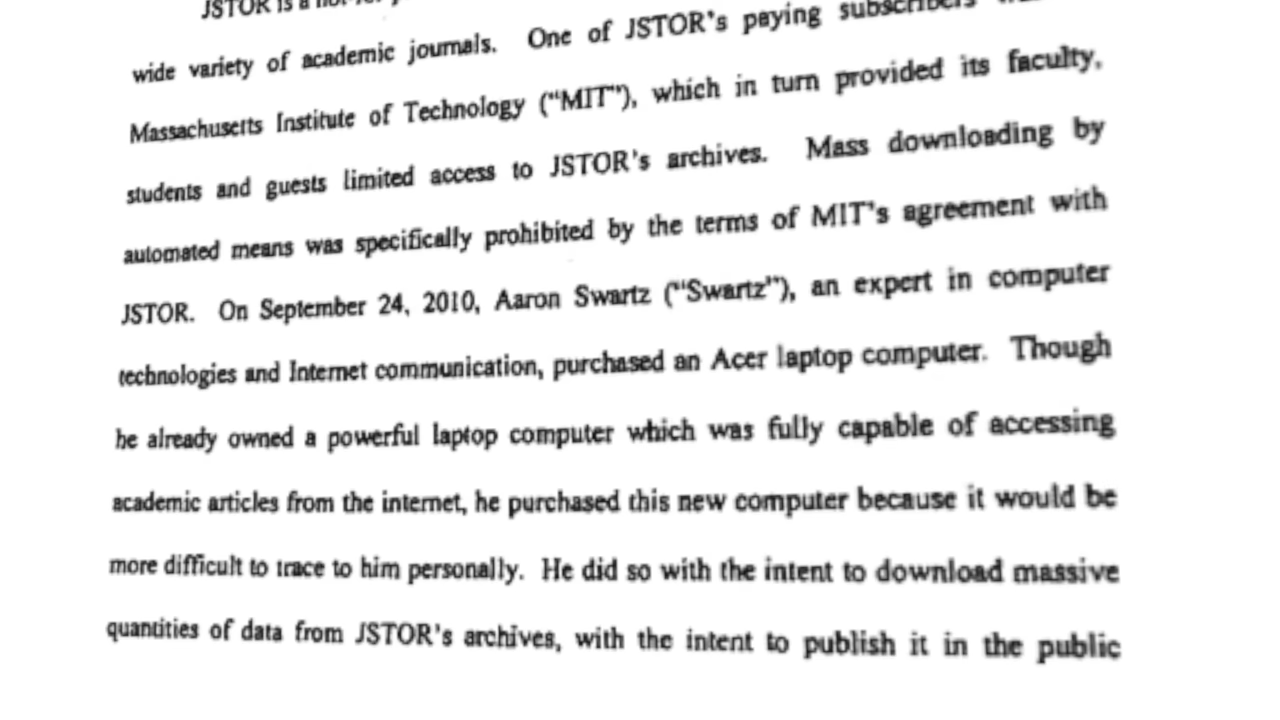 JSTOR is a
wide variety of academic journals. One of JSTOR's paying subscribers
Massachusetts Institute of Technology ("MIT"), which in turn provided its faculty,
students and guests limited access to JSTOR's archives. Mass downloading by
automated means was specifically prohibited by the terms of MIT's agreement with
JSTOR. On September 24, 2010, Aaron Swartz ("Swartz"), an expert in computer
technologies and Internet communication, purchased an Acer laptop computer. Though
he already owned a powerful laptop computer which was fully capable of accessing
academic articles from the internet, he purchased this new computer because it would be
more difficult to trace to him personally. He did so with the intent to download massive
quantities of data from JSTOR's archives, with the intent to publish it in the public